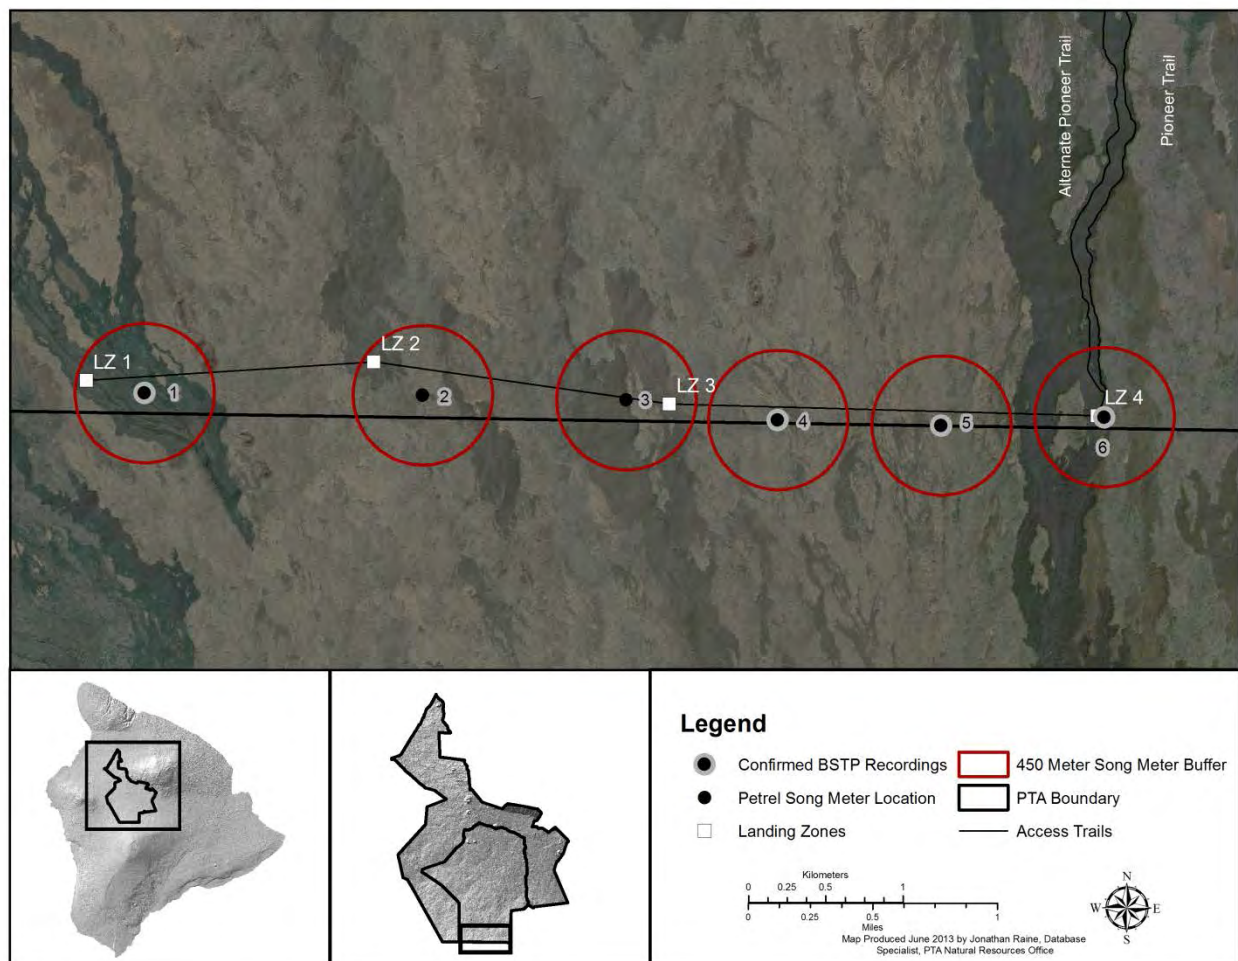 Alternate Pioneer Trail
Pioneer Trail
LZ 1
LZ 2
LZ 3
LZ 4
1
2
3
4
5
6
Legend
Confirmed BSTP Recordings
450 Meter Song Meter Buffer
Petrel Song Meter Location
PTA Boundary
Landing Zones
Access Trails
Kilometers
0 0.25 0.5 1
0 0.25 0.5 1
Miles
N
W E
S
Map Produced June 2013 by Jonathan Raine, Database
Specialist, PTA Natural Resources Office